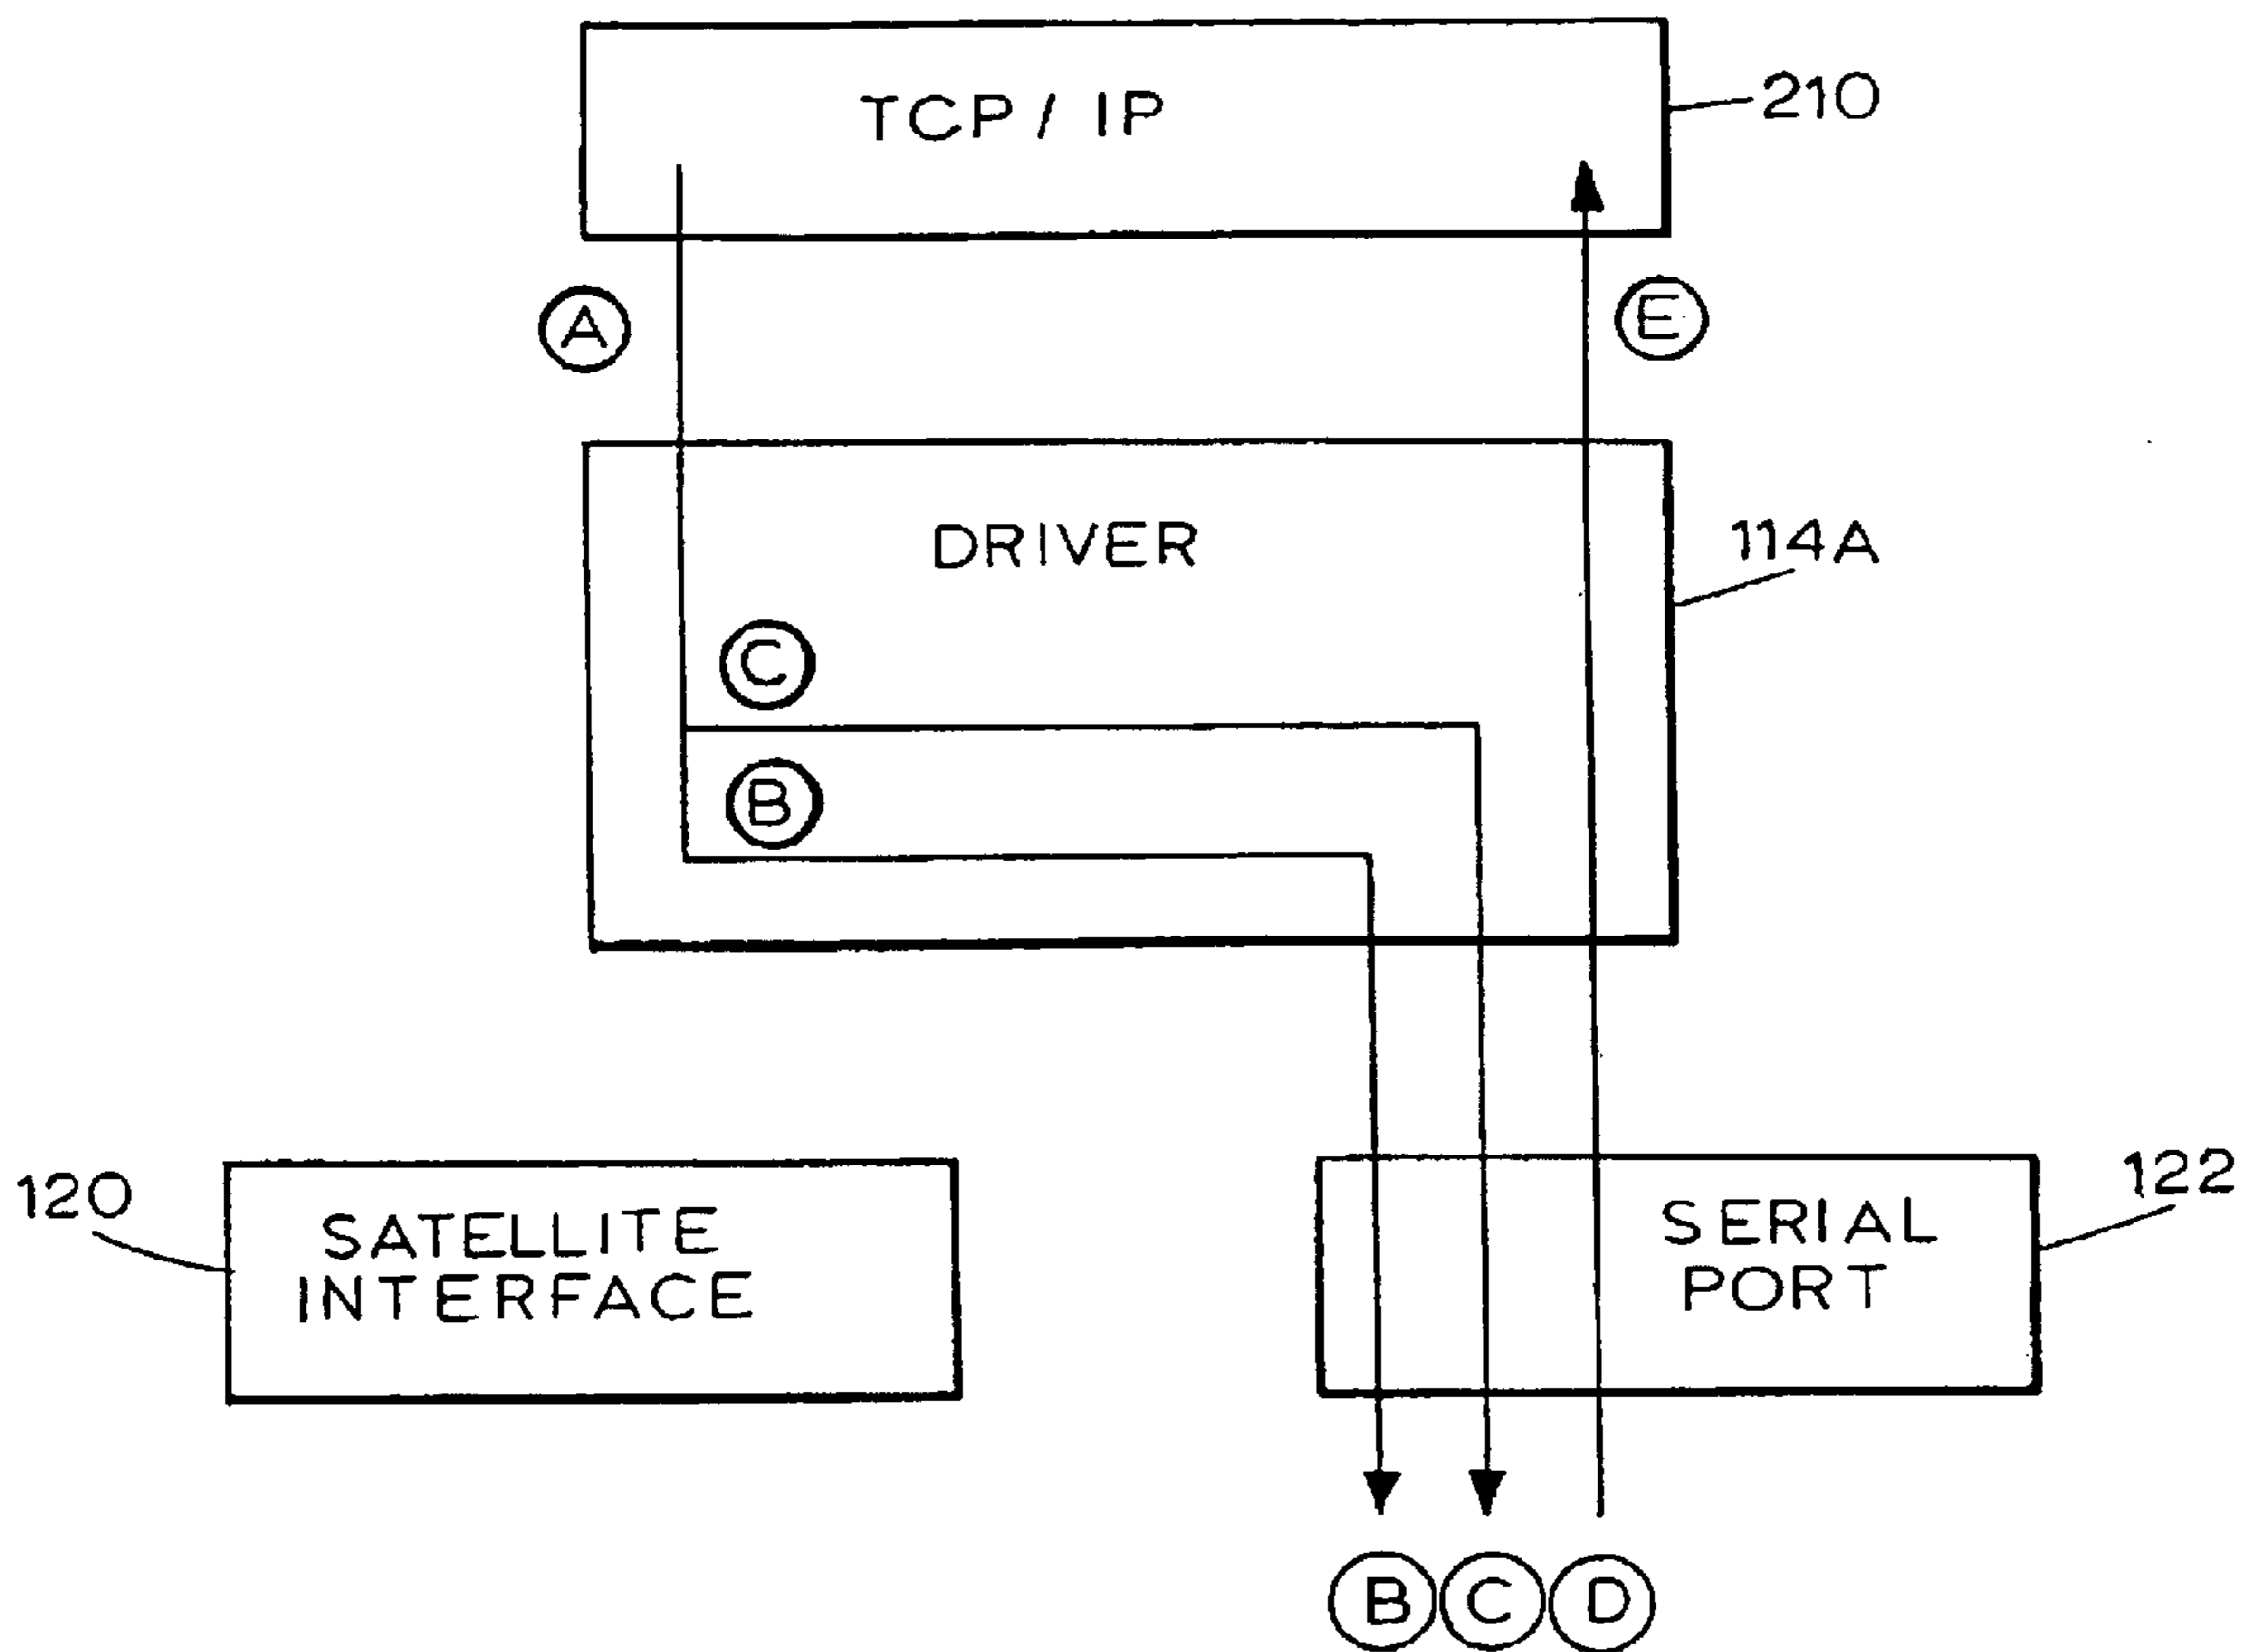 TCP / IP
210
A
E
DRIVER
114A
C
B
120
SATELLITE
INTERFACE
SERIAL
PORT
122
B C D